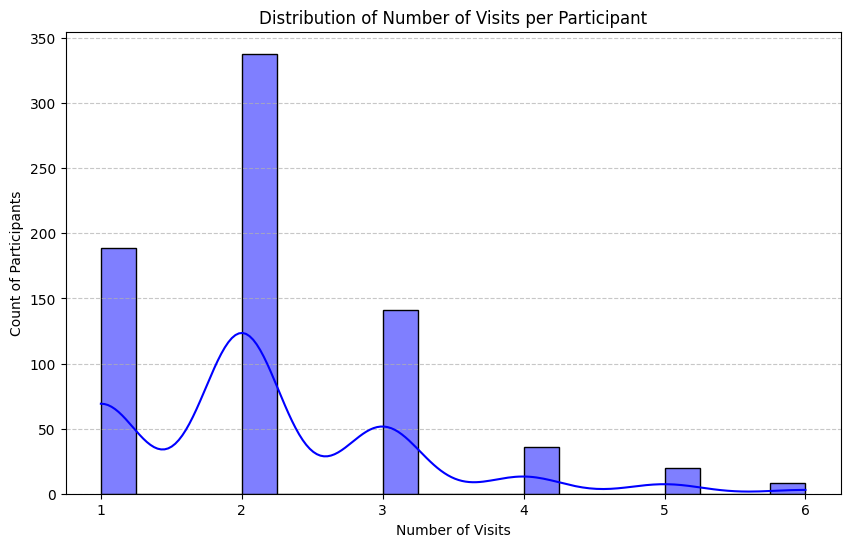 Distribution of Number of Visits per Participant
Count of Participants
350
300
250
200
150
100
50
0
1 2 3 4 5 6
Number of Visits